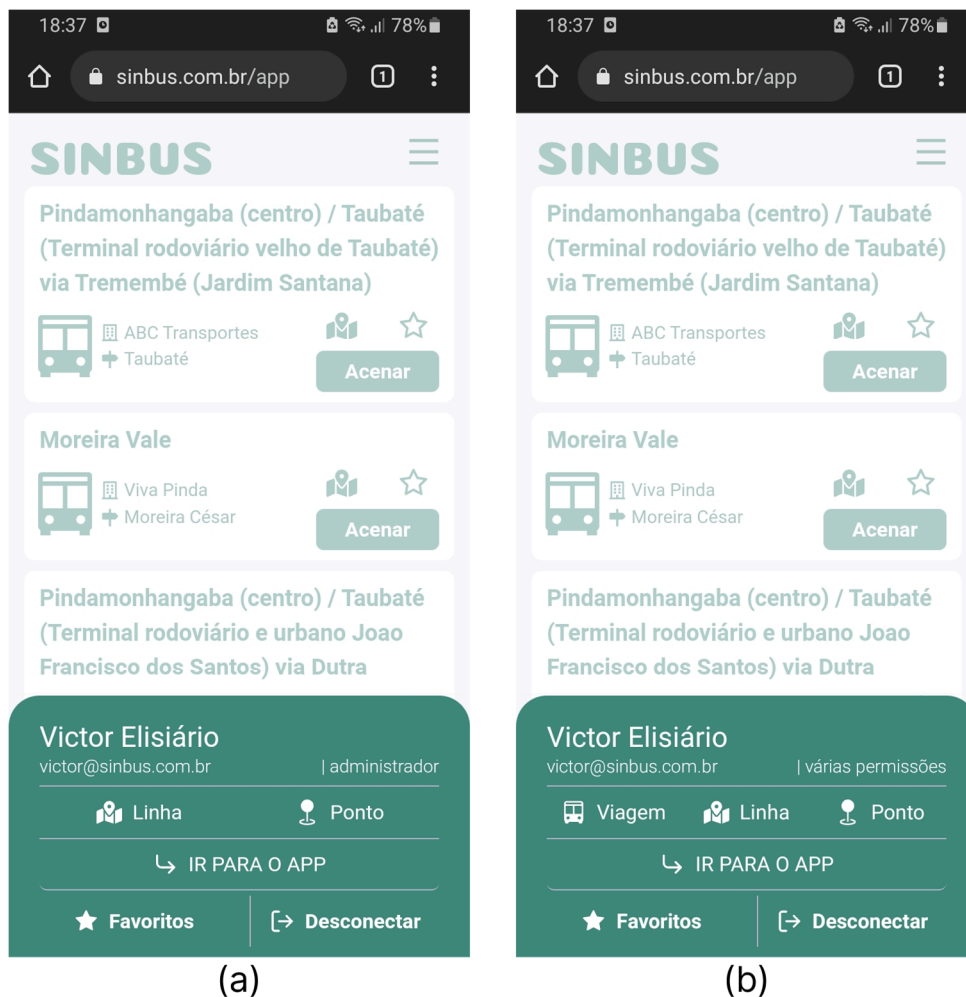 18:37 78%
sinbus.com.br/app 1
SINBUS
Pindamonhangaba (centro) / Taubaté
(Terminal rodoviário velho de Taubaté)
via Tremembé (Jardim Santana)
ABC Transportes
Taubaté
Acenar
Moreira Vale
Viva Pinda
Moreira César
Acenar
Pindamonhangaba (centro) / Taubaté
(Terminal rodoviário e urbano Joao
Francisco dos Santos) via Dutra
Victor Elisiário
victor@sinbus.com.br | administrador
Linha Ponto
IR PARA O APP
Favoritos Desconectar
(a)
18:37 78%
sinbus.com.br/app 1
SINBUS
Pindamonhangaba (centro) / Taubaté
(Terminal rodoviário velho de Taubaté)
via Tremembé (Jardim Santana)
ABC Transportes
Taubaté
Acenar
Moreira Vale
Viva Pinda
Moreira César
Acenar
Pindamonhangaba (centro) / Taubaté
(Terminal rodoviário e urbano Joao
Francisco dos Santos) via Dutra
Victor Elisiário
victor@sinbus.com.br | várias permissões
Viagem Linha Ponto
IR PARA O APP
Favoritos Desconectar
(b)